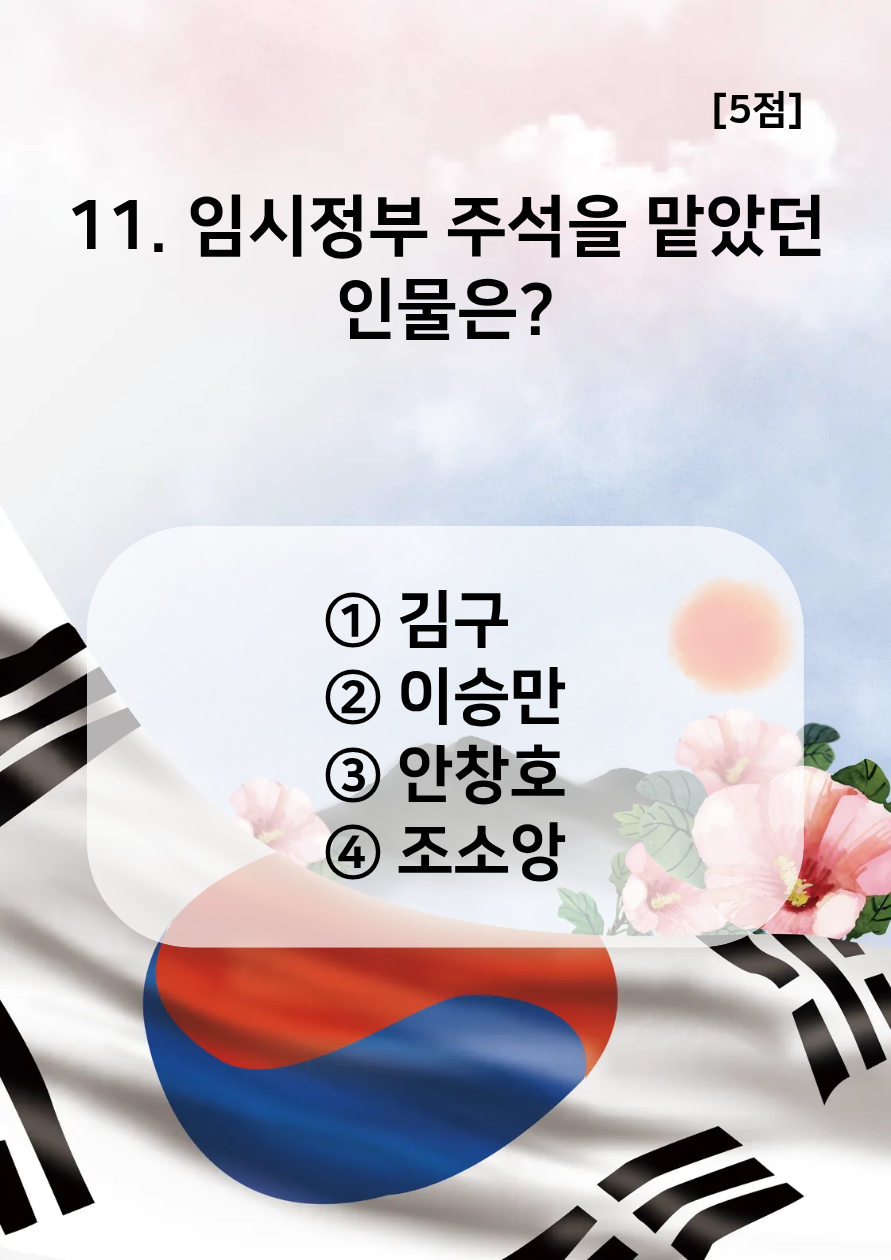 [5점]
11. 임시정부 주석을 맡았던
인물은?
① 김구
② 이승만
③ 안창호
④ 조소앙